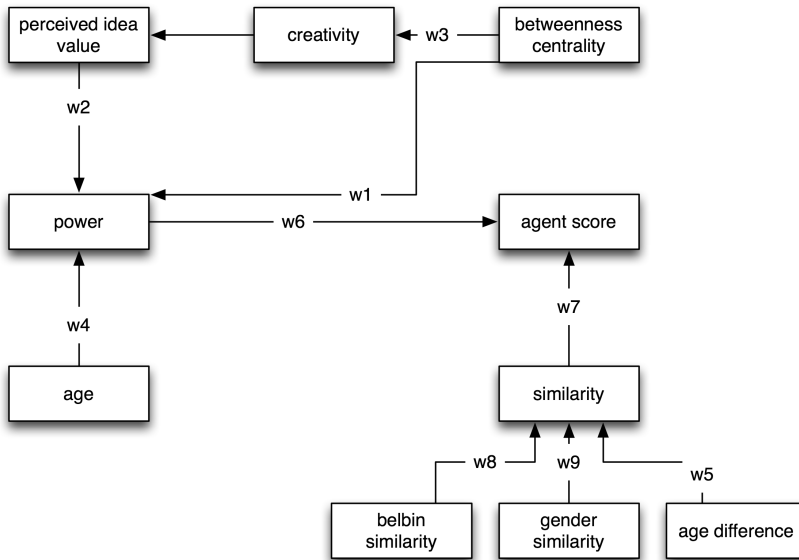 perceived idea
value
creativity
w3
betweenness
centrality
w2
w1
power
w6
agent score
w4
w7
age
similarity
w8
w9
w5
belbin
similarity
gender
similarity
age difference